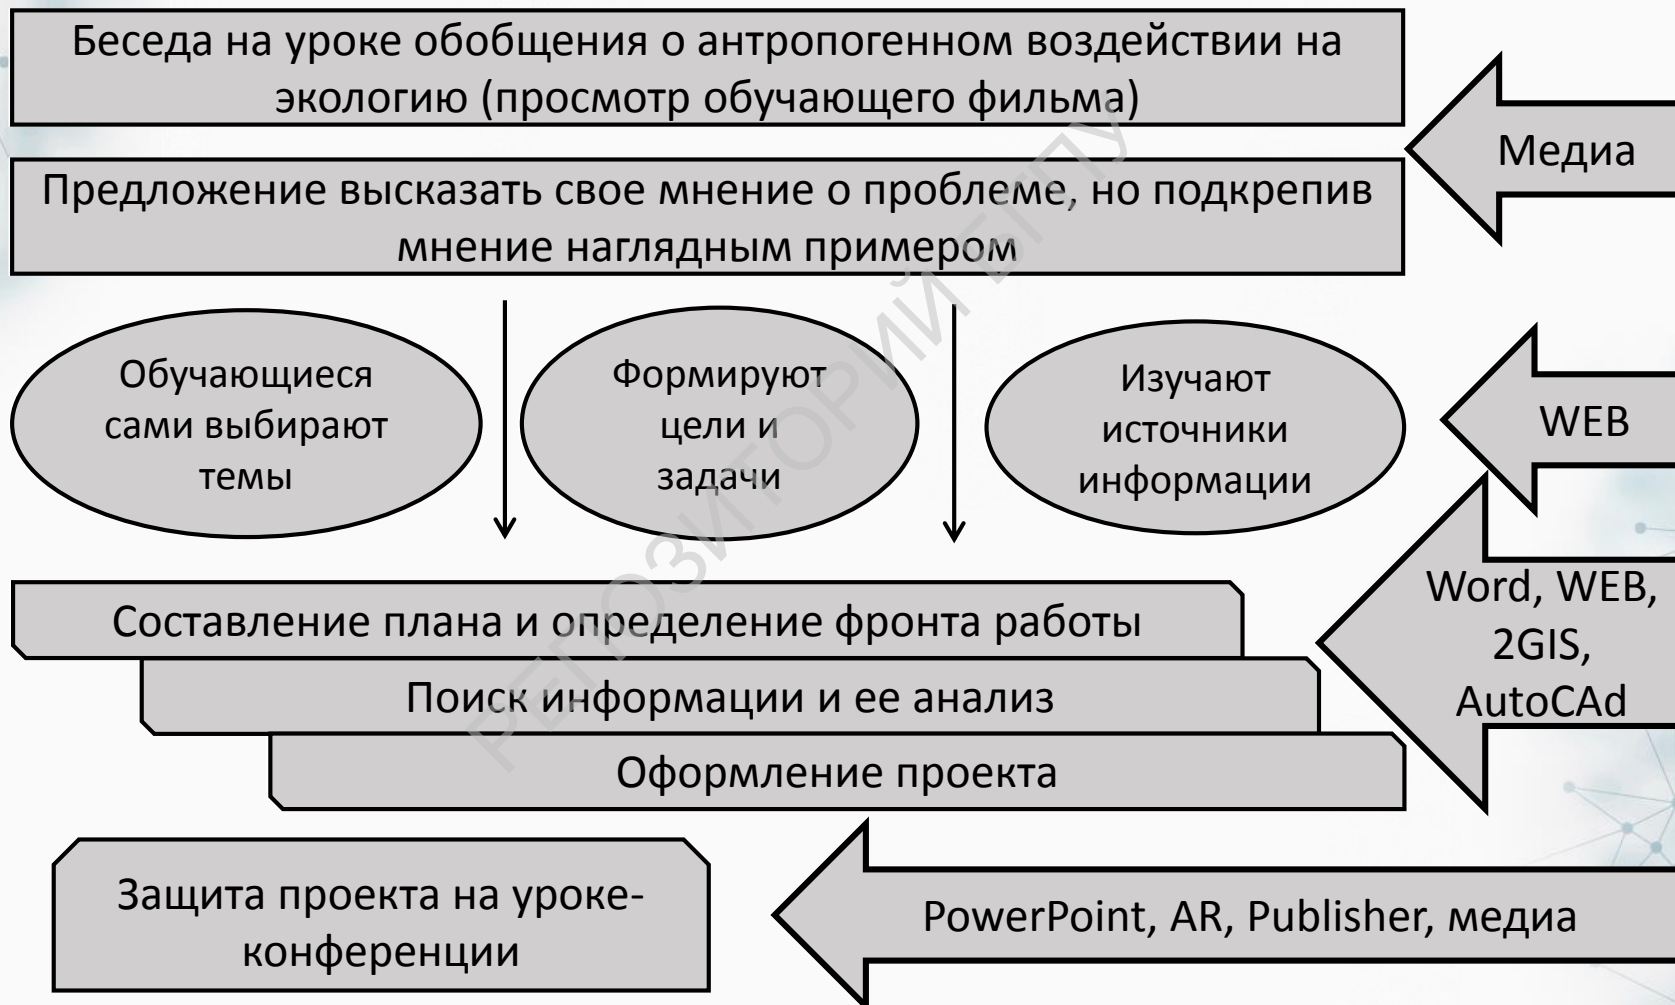 Беседа на уроке обобщения о антропогенном воздействии на
экологию (просмотр обучающего фильма)
Медиа
Предложение высказать свое мнение о проблеме, но подкрепив
мнение наглядным примером
Обучающиеся
сами выбирают
темы
Формируют
цели и
задачи
Изучают
источники
информации
WEB
Составление плана и определение фронта работы
Поиск информации и ее анализ
Оформление проекта
Word, WEB,
2GIS,
AutoCAd
Защита проекта на уроке-
конференции
PowerPoint, AR, Publisher, медиа
РЕПОЗИТОРИЙ БГПУ